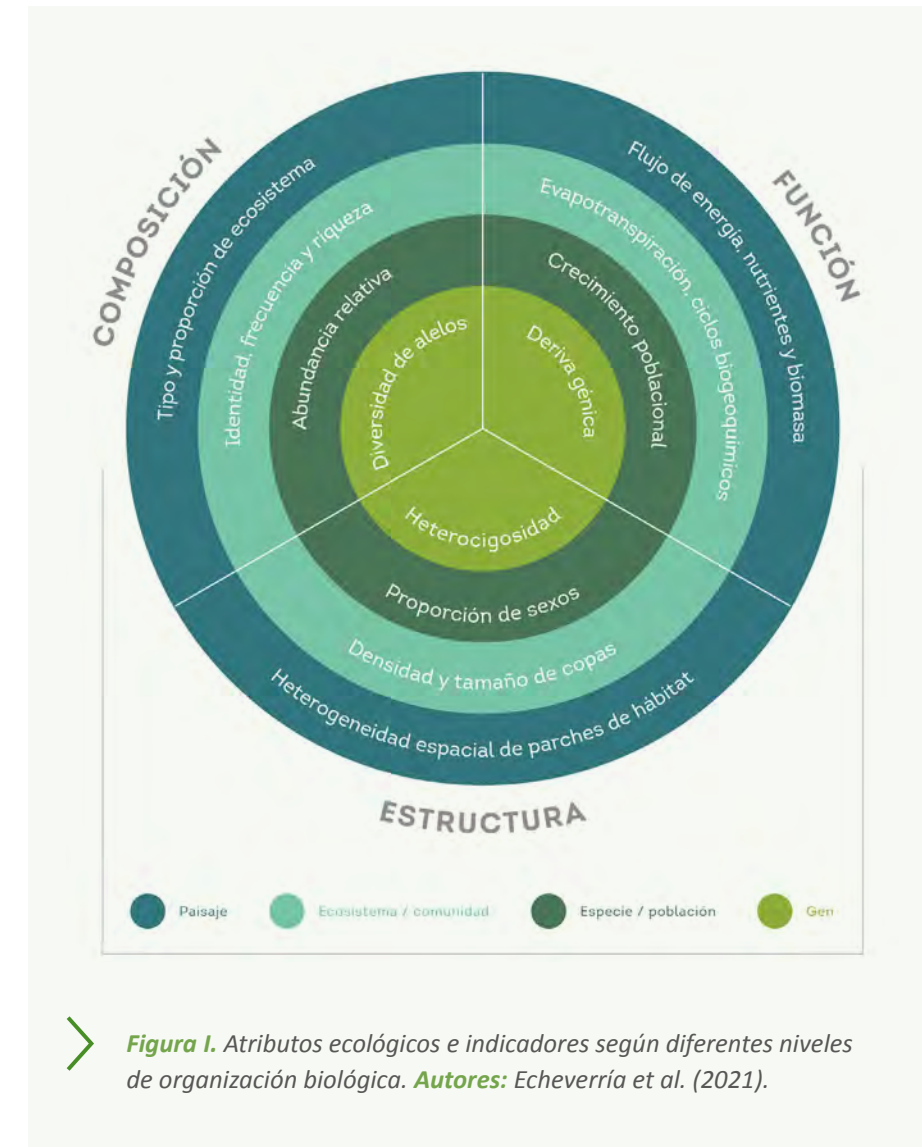 COMPOSICIÓN
FUNCIÓN
Tipo y proporción de ecosistema
Flujo de energía, nutrientes y biomasa
Identidad, frecuencia y riqueza
Evapotranspiración, ciclos biogeoquímicos
Abundancia relativa
Crecimiento poblacional
Diversidad de alelos
Deriva génica
Heterocigosidad
Proporción de sexos
Densidad y tamaño de copas
Heterogeneidad espacial de parches de hábitat
ESTRUCTURA
Paisaje
Ecosistema / comunidad
Especie / población
Gen
Figura I. Atributos ecológicos e indicadores según diferentes niveles
de organización biológica. Autores: Echeverría et al. (2021).